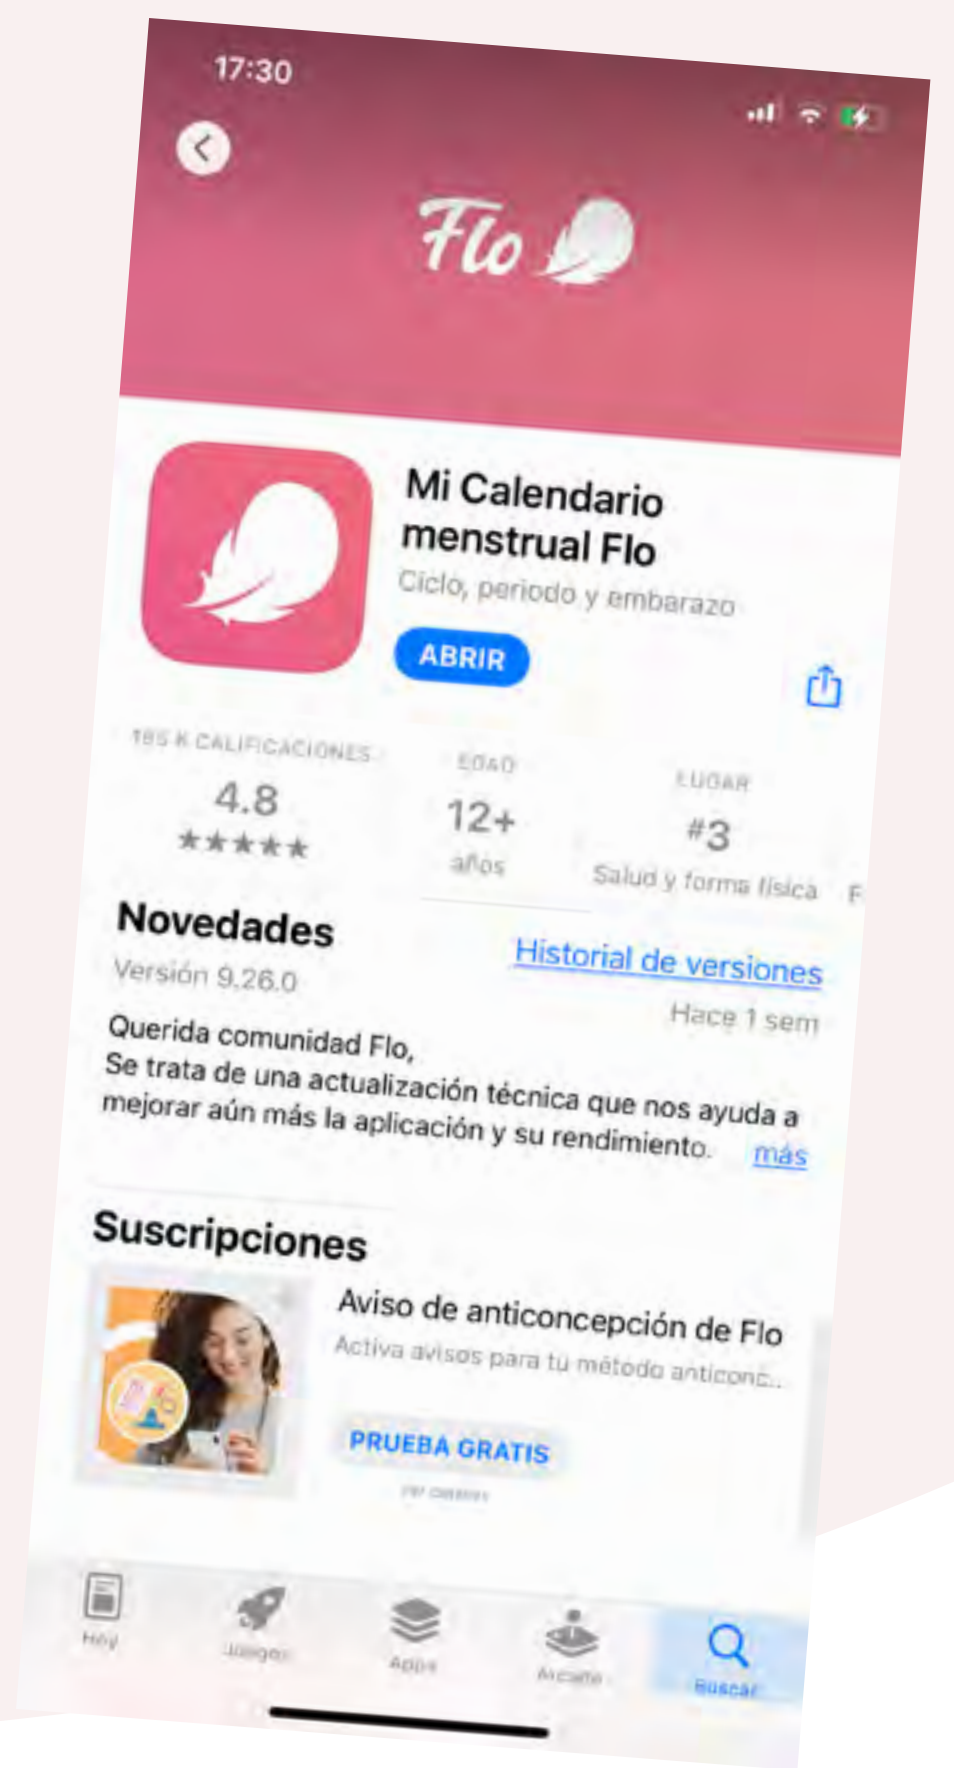 17:30
Flo
Mi Calendario
menstrual Flo
Ciclo, periodo y embarazo
ABRIR
185 K CALIFICACIONES
EDAD
LUGAR
4.8
12+
#3
★★★★★
años
Salud y forma física
F
Novedades
Historial de versiones
Versión 9.26.0
Hace 1 sem
Querida comunidad Flo,
Se trata de una actualización técnica que nos ayuda a
mejorar aún más la aplicación y su rendimiento. más
Suscripciones
Aviso de anticoncepción de Flo
Activa avisos para tu método anticonc...
PRUEBA GRATIS
Hoy
Juegos
Apps
Arcade
Buscar